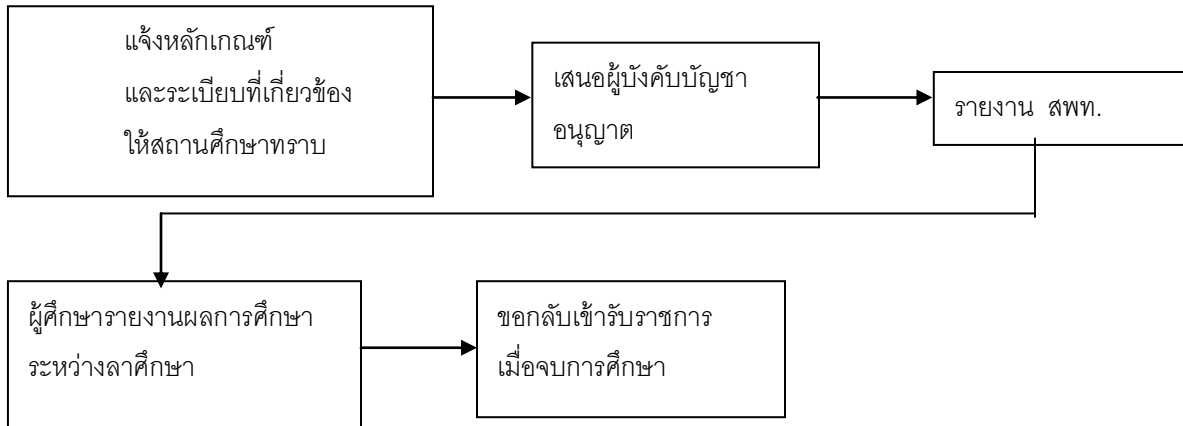 แจ้งหลักเกณฑ์
และระเบียบที่เกี่ยวข้อง
ให้สถานศึกษาทราบ
เสนอผู้บังคับบัญชา
อนุญาต
รายงาน สพท.
ผู้ศึกษารายงานผลการศึกษา
ระหว่างลาศึกษา
ขอกลับเข้ารับราชการ
เมื่อจบการศึกษา